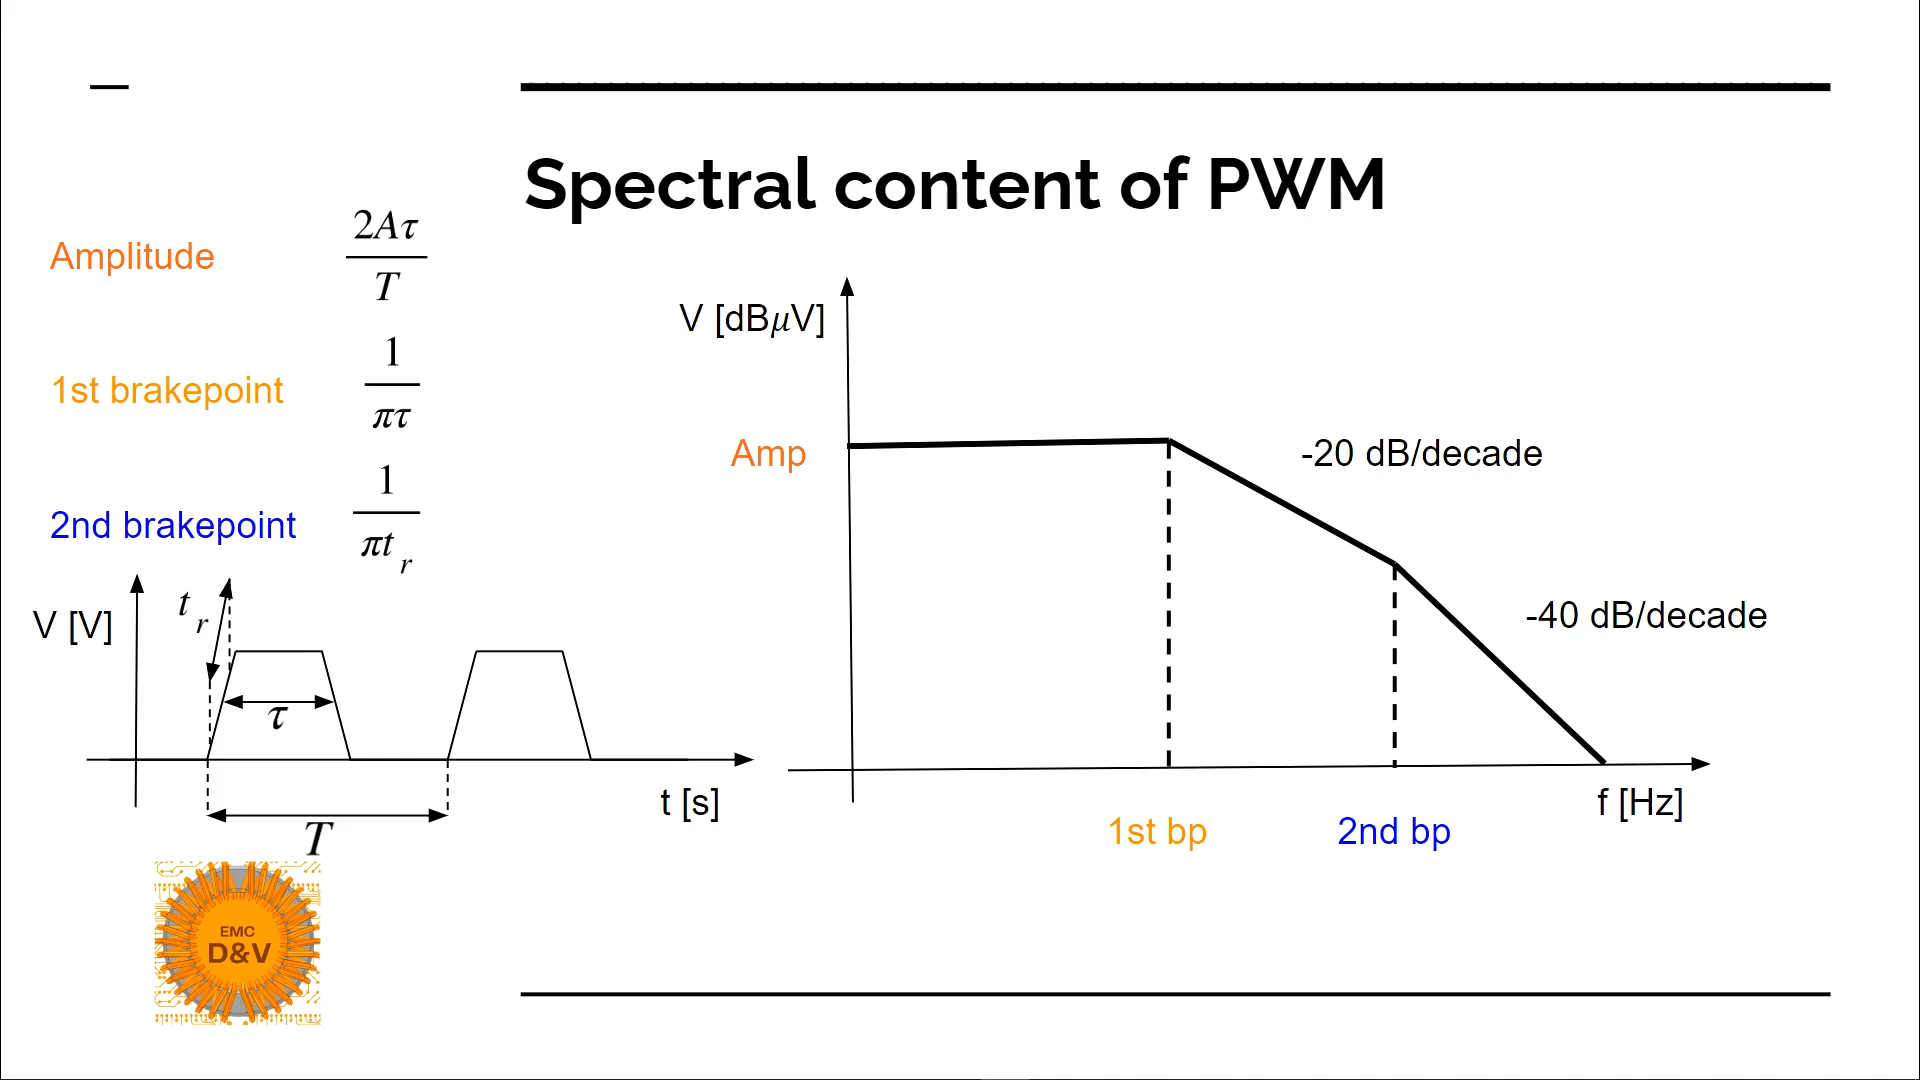 Spectral content of PWM
Amplitude
2Aτ
T
1st brakepoint
1
πτ
2nd brakepoint
1
πt r
V [V]
t r
τ
T
t [s]
V [dBμV]
Amp
-20 dB/decade
-40 dB/decade
f [Hz]
1st bp
2nd bp
EMC
D&V